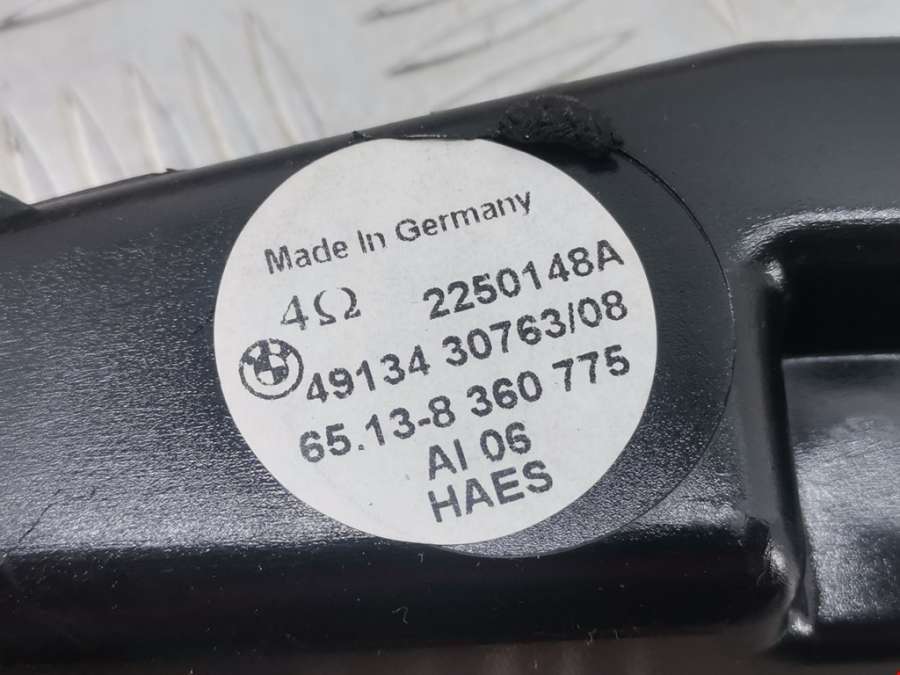 Made In Germany
4Ω 2250148A
49134 30763/08
65.13-8 360 775
AI 06
HAES